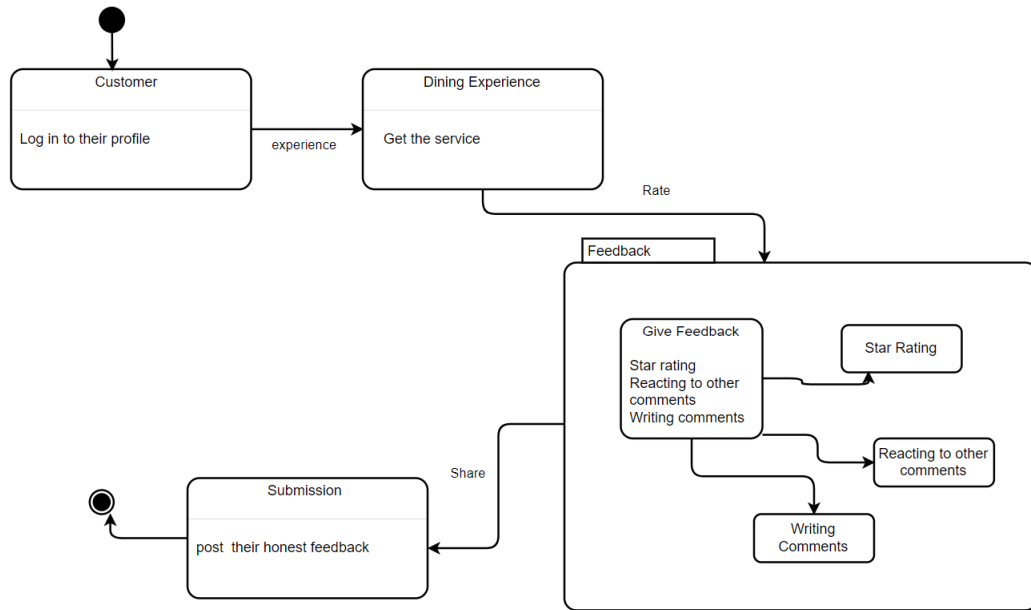 Customer
Log in to their profile
experience
Dining Experience
Get the service
Rate
Feedback
Give Feedback
Star rating
Reacting to other
comments
Writing comments
Star Rating
Reacting to other
comments
Writing
Comments
Share
Submission
post  their honest feedback